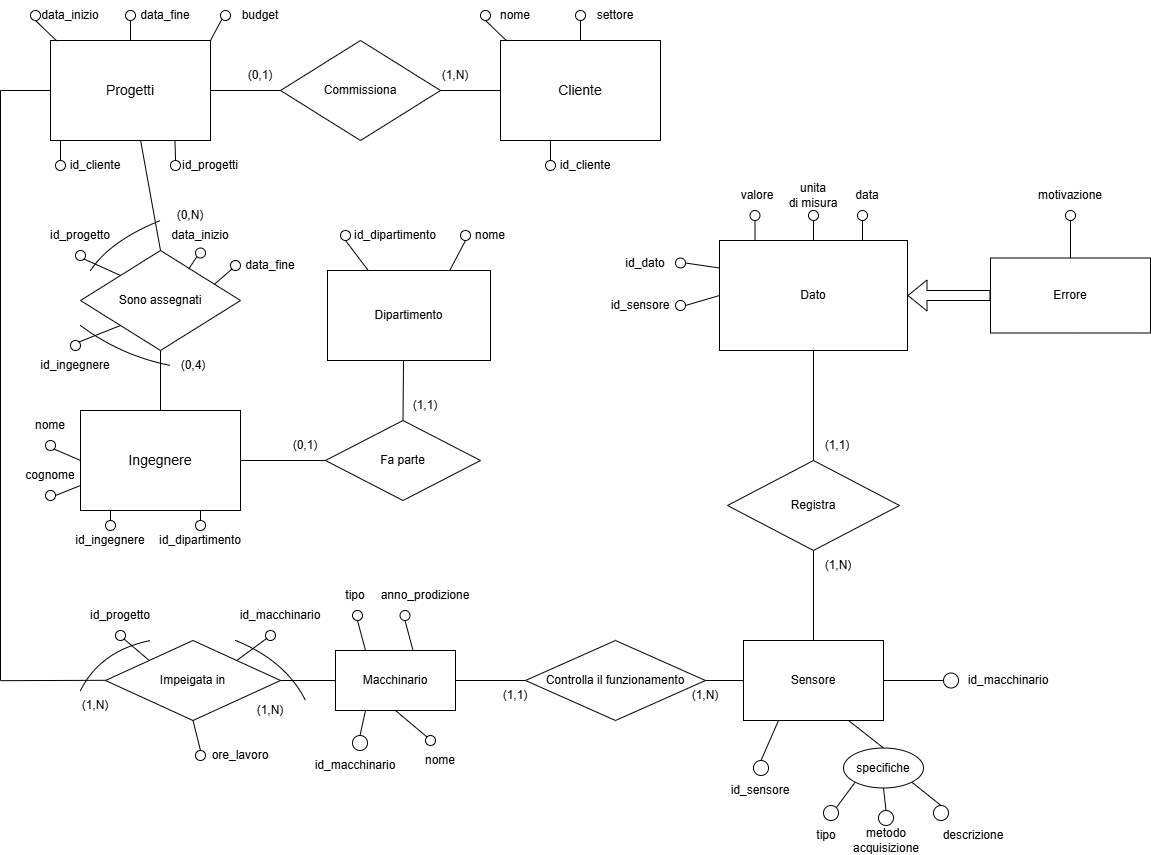 data_inizio
data_fine
budget
nome
settore
Progetti
(0,1)
Commissiona
(1,N)
Cliente
id_cliente
id_progetti
id_cliente
(0,N)
id_progetto
data_inizio
data_fine
Sono assegnati
id_ingegnere
(0,4)
id_dipartimento
nome
Dipartimento
(1,1)
valore
unita
di misura
data
motivazione
id_dato
id_sensore
Dato
Errore
nome
cognome
Ingegnere
(0,1)
Fa parte
id_ingegnere
id_dipartimento
(1,1)
Registra
(1,N)
id_progetto
id_macchinario
Impeigata in
(1,N)
(1,N)
ore_lavoro
tipo
anno_prodizione
Macchinario
id_macchinario
nome
(1,1)
Controlla il funzionamento
(1,N)
Sensore
id_macchinario
id_sensore
specifiche
tipo
metodo
acquisizione
descrizione